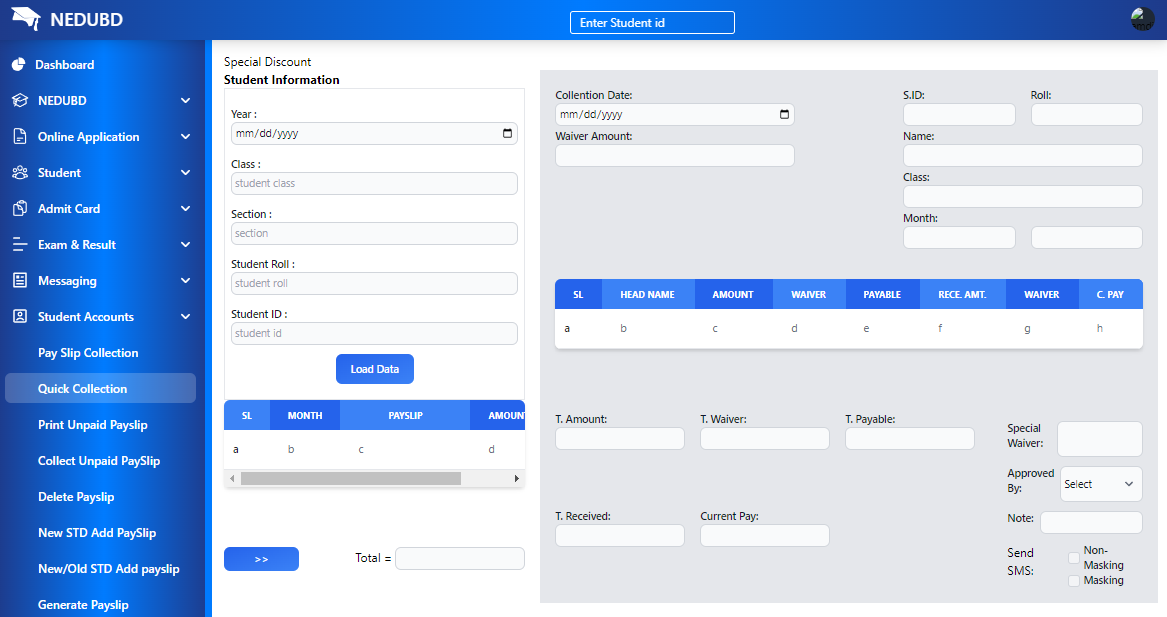 NEDUBD
Enter Student id
Dashboard
NEDUBD
Online Application
Student
Admit Card
Exam & Result
Messaging
Student Accounts
Pay Slip Collection
Quick Collection
Print Unpaid Payslip
Collect Unpaid PaySlip
Delete Payslip
New STD Add PaySlip
New/Old STD Add payslip
Generate Payslip
Special Discount
Student Information
Year :
mm/dd/yyyy
Class :
student class
Section :
section
Student Roll :
student roll
Student ID :
student id
Load Data
SL MONTH PAYSLIP AMOUN
a b c d
>> Total =
Collention Date:
mm/dd/yyyy
Waiver Amount:
S.ID: Roll:
Name:
Class:
Month:
SL HEAD NAME AMOUNT WAIVER PAYABLE RECE. AMT. WAIVER C. PAY
a b c d e f g h
T. Amount: T. Waiver: T. Payable:
T. Received: Current Pay:
Special
Waiver:
Approved
By:
Select
Note:
Send
SMS:
Non-
Masking
Masking